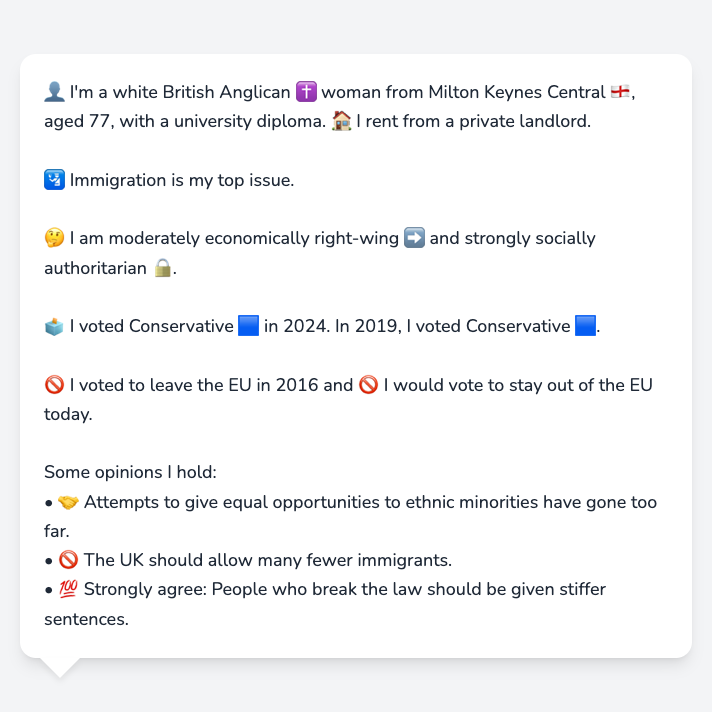 👤 I'm a white British Anglican ✝️ woman from Milton Keynes Central 🏴󠁧󠁢󠁥󠁮󠁧󠁿,
aged 77, with a university diploma. 🏠 I rent from a private landlord.
🛂 Immigration is my top issue.
🤔 I am moderately economically right-wing ➡️ and strongly socially
authoritarian 🔒.
🗳️ I voted Conservative 🟦 in 2024. In 2019, I voted Conservative 🟦.
🚫 I voted to leave the EU in 2016 and 🚫 I would vote to stay out of the EU
today.
Some opinions I hold:
• 🤝 Attempts to give equal opportunities to ethnic minorities have gone too
far.
• 🚫 The UK should allow many fewer immigrants.
• 💯 Strongly agree: People who break the law should be given stiffer
sentences.